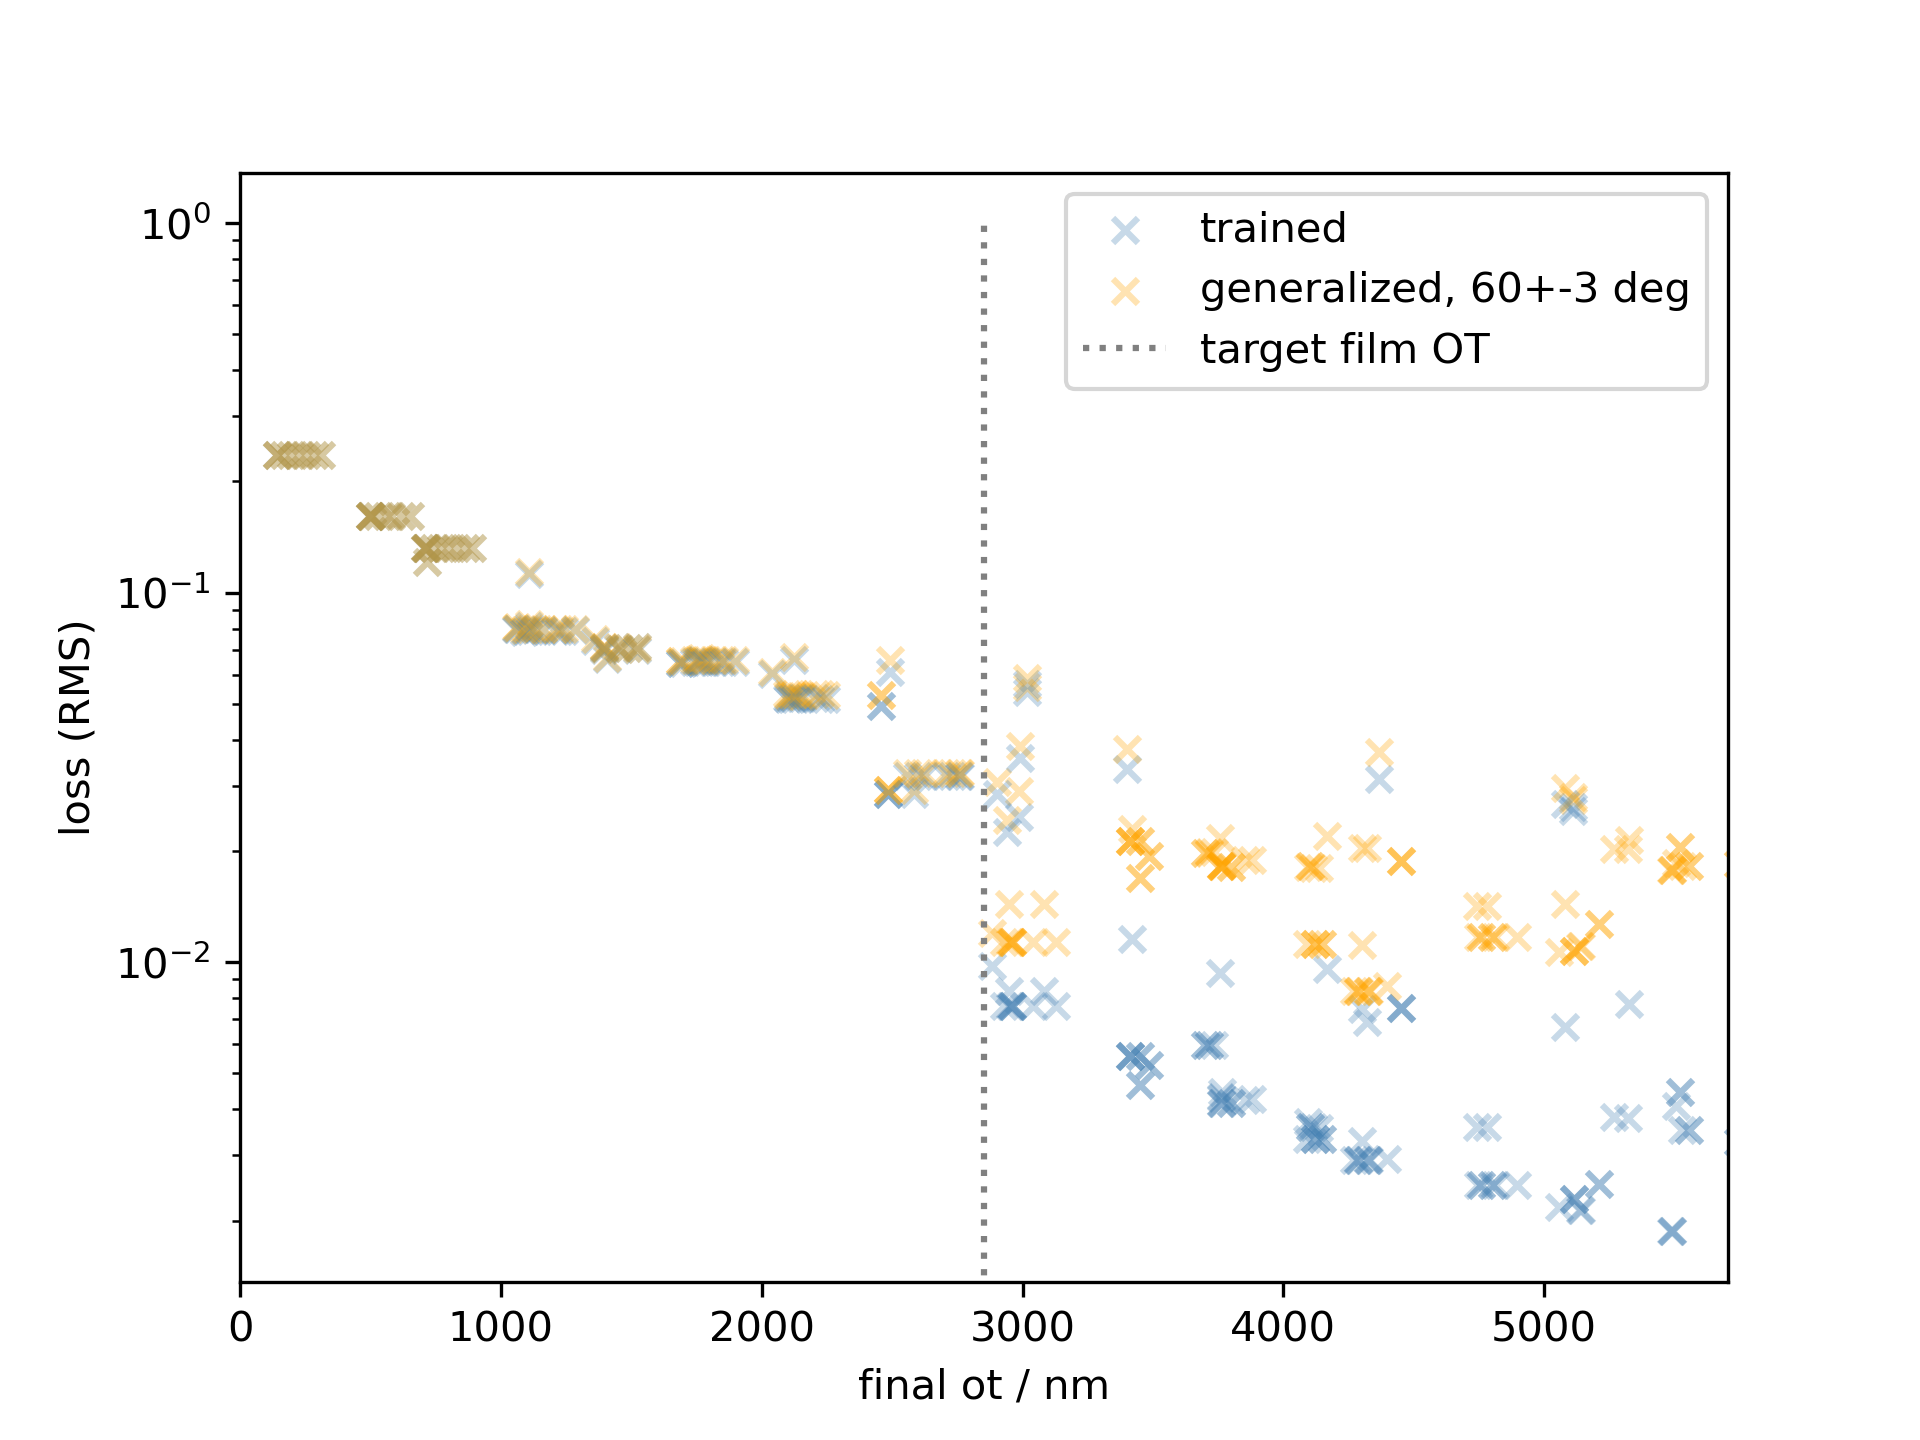 trained
generalized, 60+-3 deg
target film OT
10⁰
10⁻¹
10⁻²
loss (RMS)
0 1000 2000 3000 4000 5000
final ot / nm